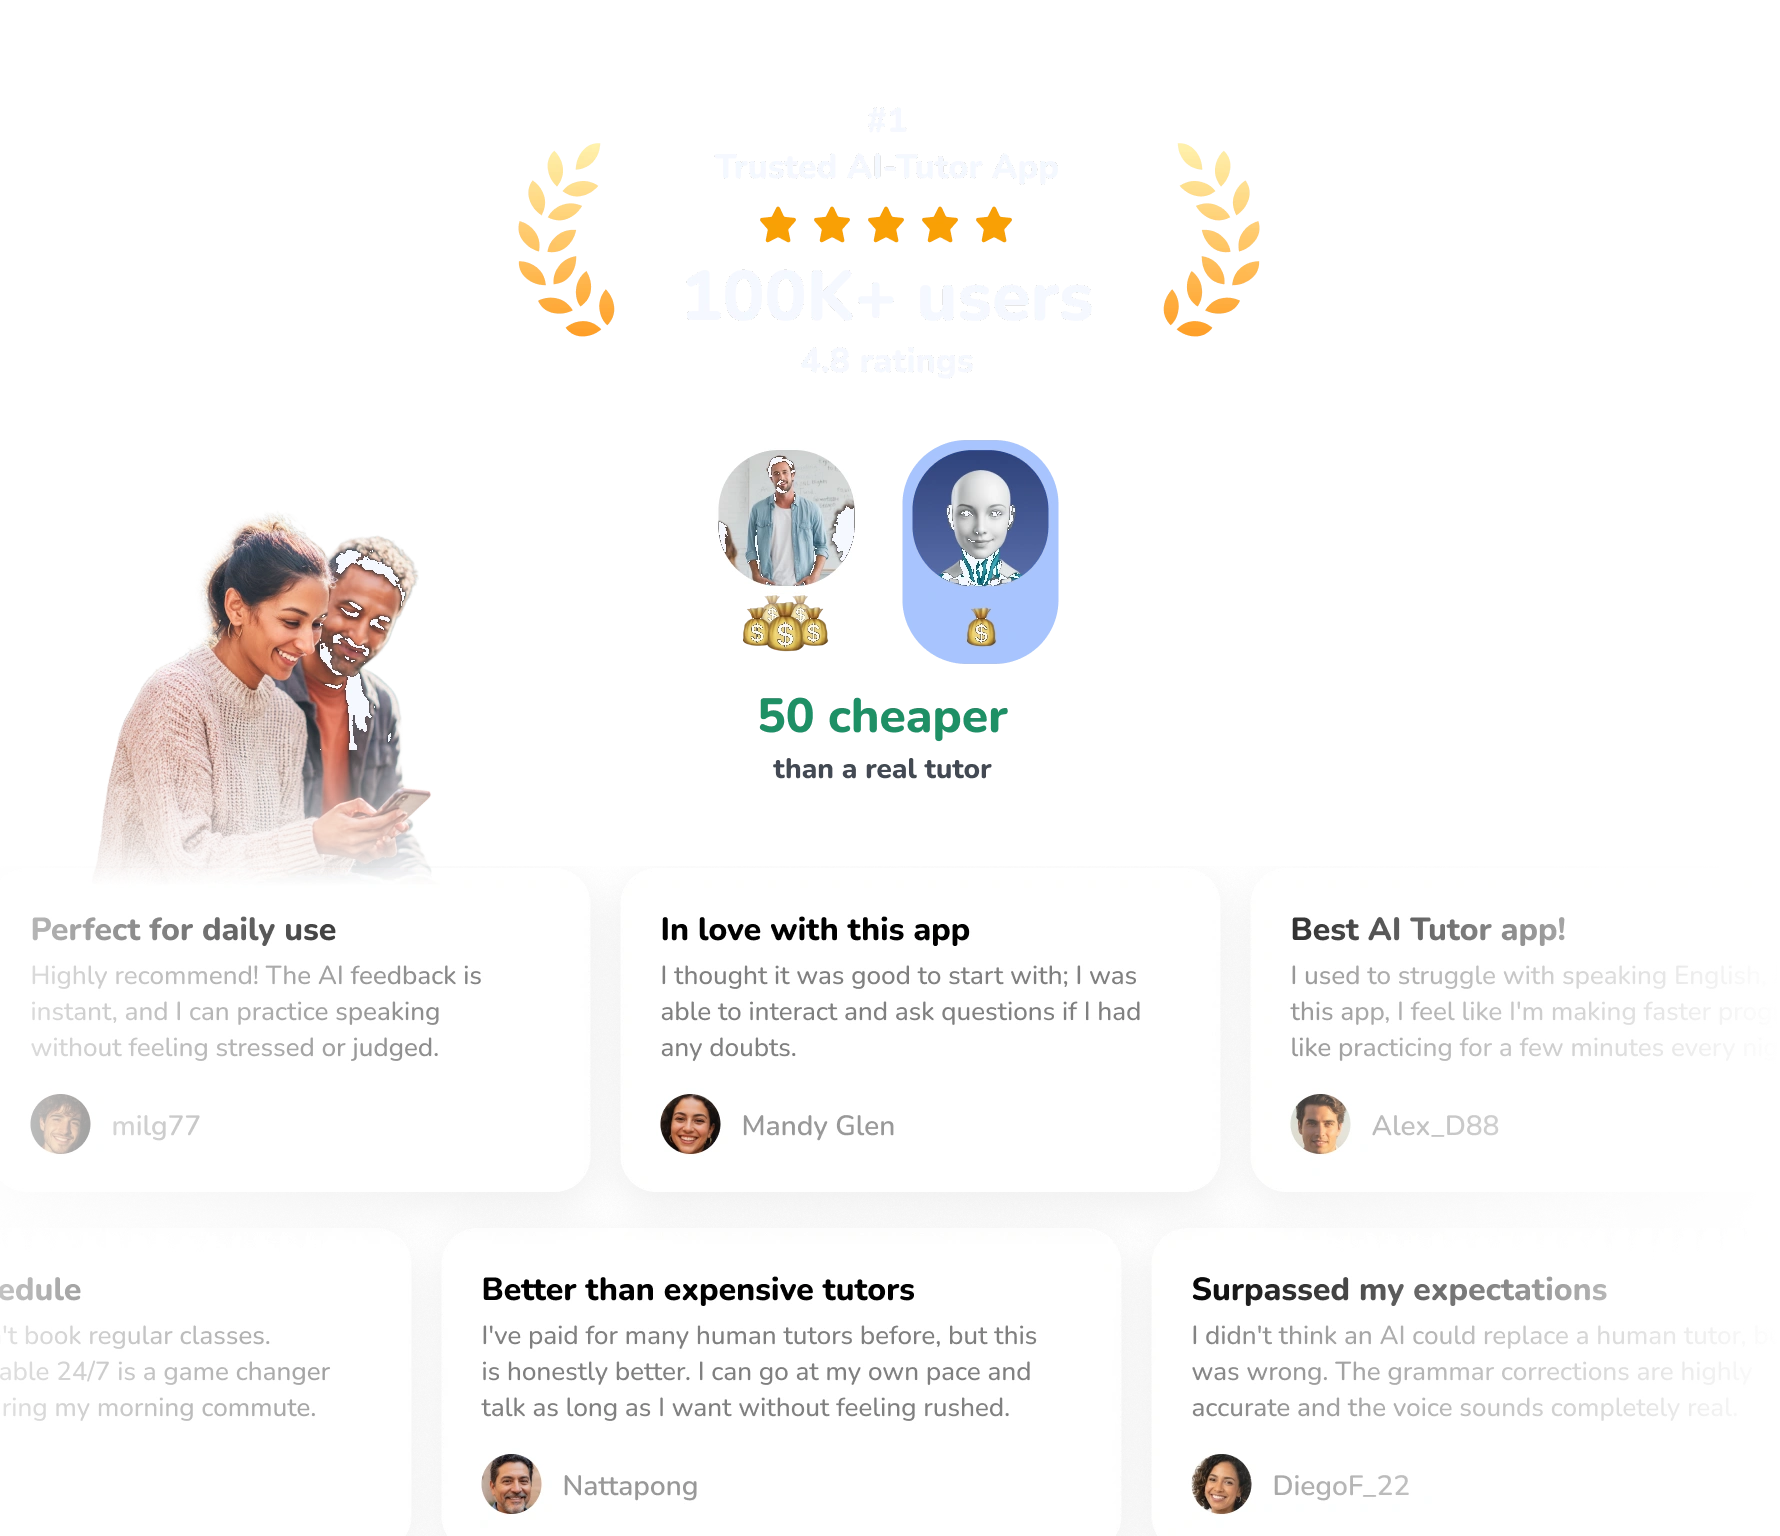 #1
Trusted AI-Tutor App
100K+ users
4.8 ratings
50 cheaper
than a real tutor
Perfect for daily use
Highly recommend! The AI feedback is
instant, and I can practice speaking
without feeling stressed or judged.
milg77
In love with this app
I thought it was good to start with; I was
able to interact and ask questions if I had
any doubts.
Mandy Glen
Best AI Tutor app!
I used to struggle with speaking English.
this app, I feel like I'm making faster prog
like practicing for a few minutes every nig
Alex_D88
edule
't book regular classes.
able 24/7 is a game changer
ring my morning commute.
Better than expensive tutors
I've paid for many human tutors before, but this
is honestly better. I can go at my own pace and
talk as long as I want without feeling rushed.
Nattapong
Surpassed my expectations
I didn't think an AI could replace a human tutor, b
was wrong. The grammar corrections are highly
accurate and the voice sounds completely real.
DiegoF_22